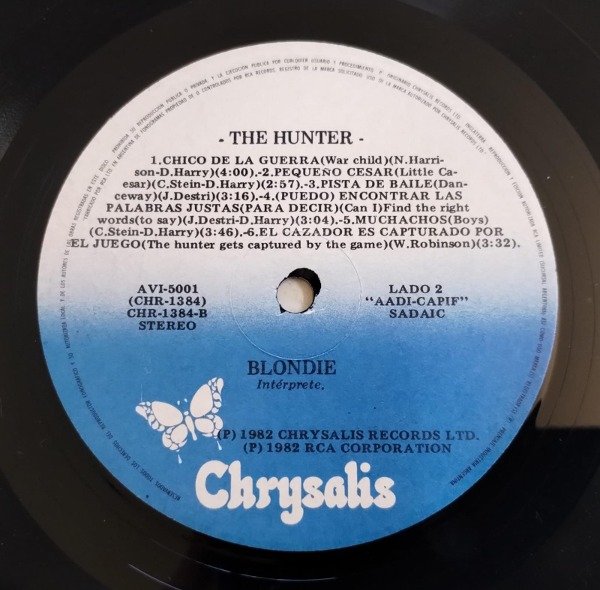 - THE HUNTER -
1.CHICO DE LA GUERRA(War child)(N.Harri-
son-D.Harry)(4:00).-2.PEQUEÑO CESAR(Little Ca-
esar)(C.Stein-D.Harry)(2:57).-3.PISTA DE BAILE(Dan-
ceway)(J.Destri)(3:16).-4.(PUEDO) ENCONTRAR LAS
PALABRAS JUSTAS(PARA DECIR)(Can I)Find the right
words(to say)(J.Destri-D,Harry)(3:04).-5.MUCHACHOS(Boys)
(C.Stein-D.Harry)(3:46).-6.EL CAZADOR ES CAPTURADO POR
EL JUEGO(The hunter gets captured by the game)(W.Robinson)(3:32).
AVI-5001
(CHR-1384)
CHR-1384-B
STEREO
LADO 2
"AADI-CAPIF"
SADAIC
BLONDIE
Intérprete.
(P) 1982 CHRYSALIS RECORDS LTD.
(P) 1982 RCA CORPORATION
Chrysalis